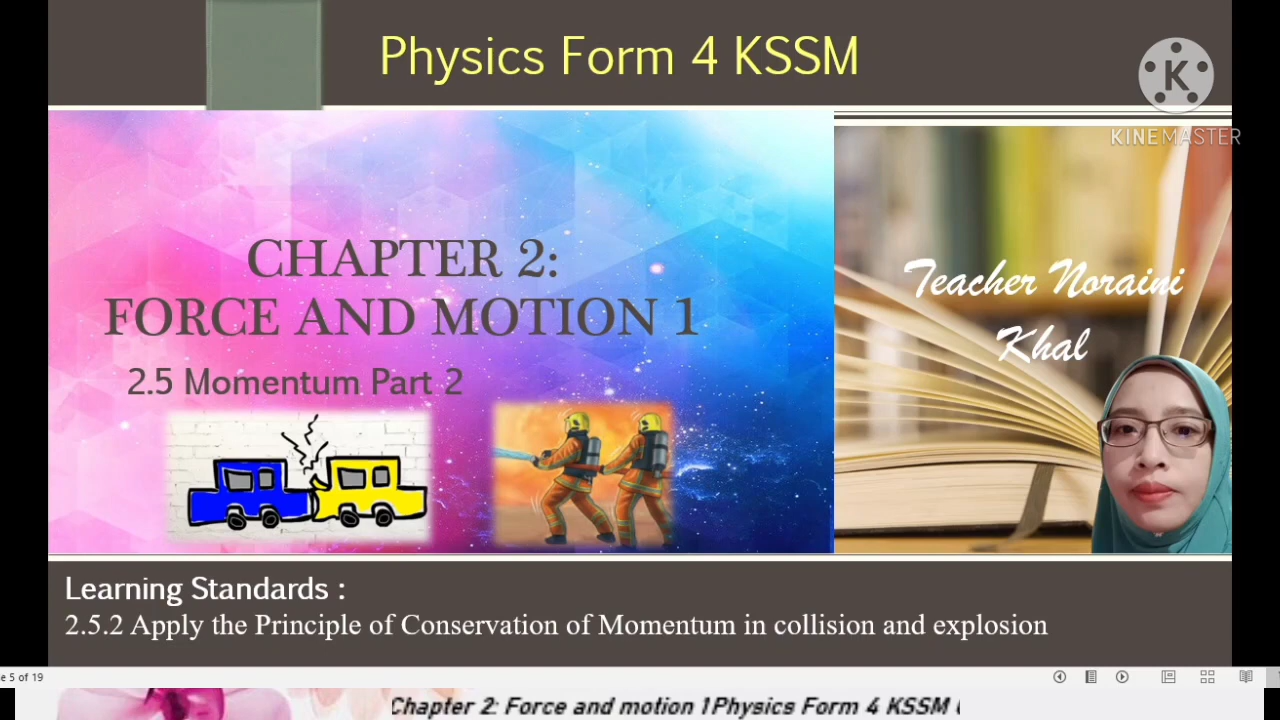 Physics Form 4 KSSM
K
KINEMASTER
CHAPTER 2:
FORCE AND MOTION 1
2.5 Momentum Part 2
Teacher Noraini
Khal
Learning Standards :
2.5.2 Apply the Principle of Conservation of Momentum in collision and explosion
e 5 of 19
Chapter 2: Force and motion 1Physics Form 4 KSSM